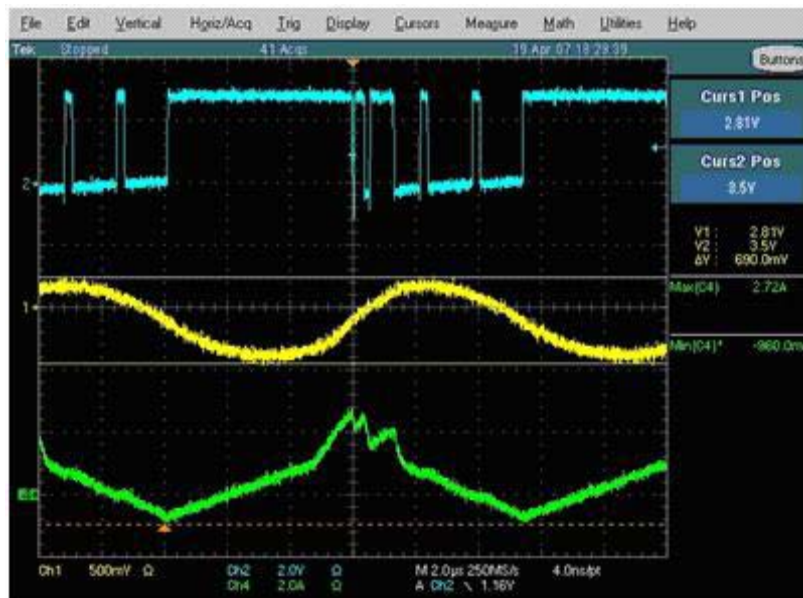 File Edit Vertical Horiz/Acq Trig Display Cursors Measure Math Utilities Help
Tek Stopped 41 Acqs 19 Apr 07 18:28:39
Buttons
Curs1 Pos
2.81V
Curs2 Pos
3.5V
V1 : 2.81V
V2 : 3.5V
ΔV : 690.0mV
Max(C4) 2.72A
Min(C4)* -960.0m
2
1
Ch1 500mV Ω Ch2 2.0V Ω M 2.0µs 250MS/s 4.0ns/pt
Ch4 2.0A Ω A Ch2 1.16V